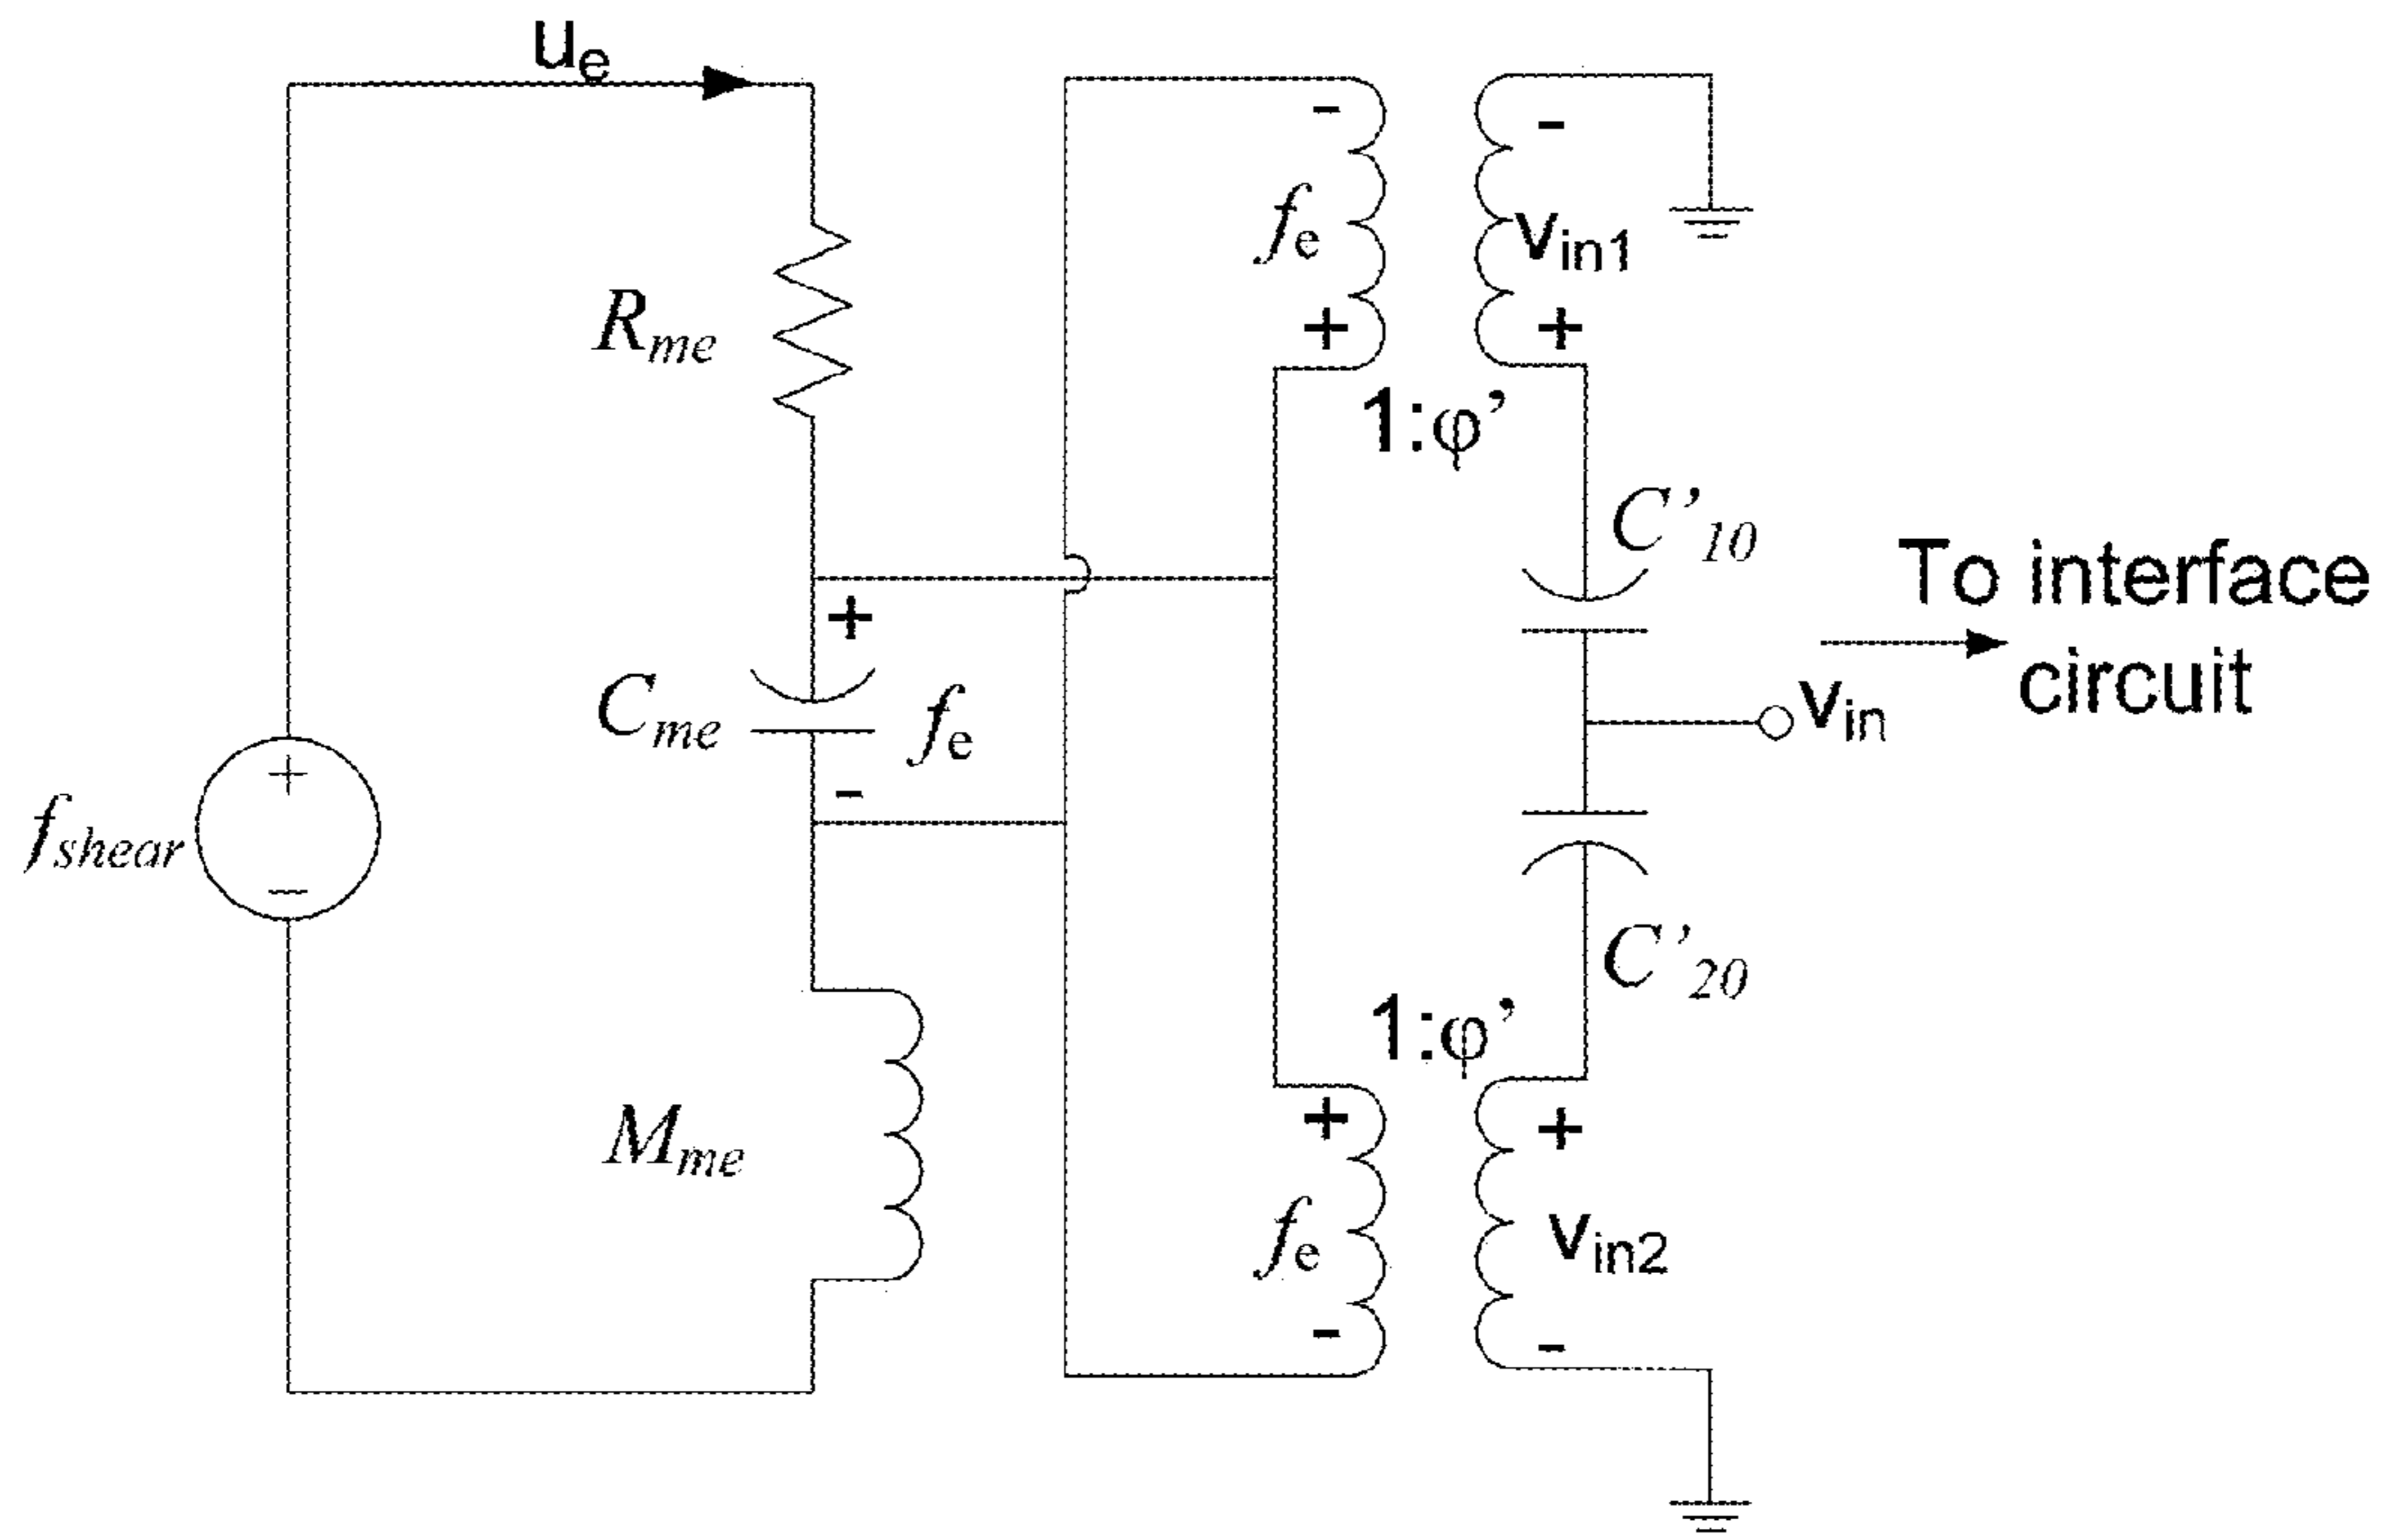 uₑ
-
-
fₑ
vᵢₙ₁
Rₘₑ
+
+
1:φ’
C’₁₀
To interface
circuit
+
Cₘₑ
fₑ
vᵢₙ
-
+
fshear
−
C’₂₀
1:φ’
+
+
Mₘₑ
fₑ
vᵢₙ₂
-
-